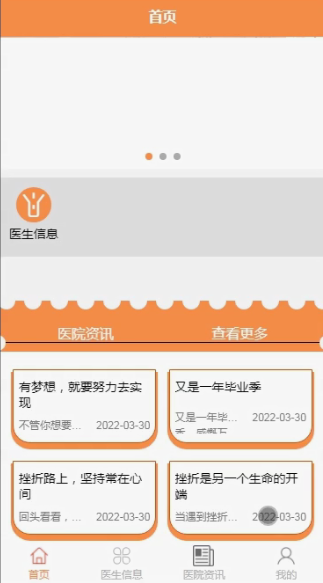 首页
医生信息
医院资讯 查看更多
有梦想，就要努力去实
现
不管你想要... 2022-03-30
又是一年毕业季
又是一年毕... 2022-03-30
挫折路上，坚持常在心
间
回头看看，... 2022-03-30
挫折是另一个生命的开
端
当遇到挫折... 2022-03-30
首页 医生信息 医院资讯 我的